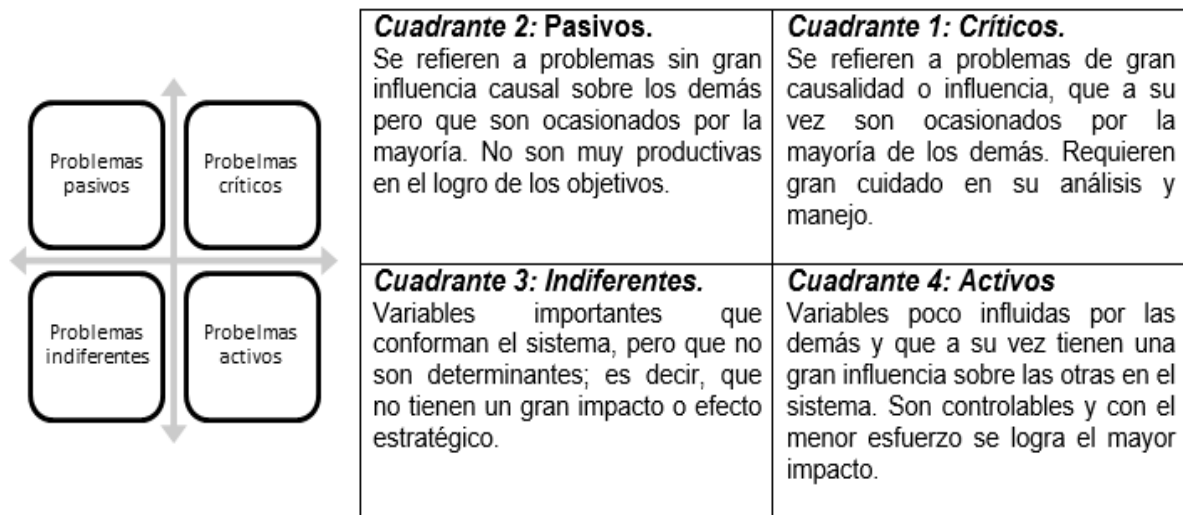 Problemas
pasivos
Probelmas
críticos
Problemas
indiferentes
Probelmas
activos
Cuadrante 2: Pasivos.
Se refieren a problemas sin gran
influencia causal sobre los demás
pero que son ocasionados por la
mayoría. No son muy productivas
en el logro de los objetivos.
Cuadrante 1: Críticos.
Se refieren a problemas de gran
causalidad o influencia, que a su
vez son ocasionados por la
mayoría de los demás. Requieren
gran cuidado en su análisis y
manejo.
Cuadrante 3: Indiferentes.
Variables importantes que
conforman el sistema, pero que no
son determinantes; es decir, que
no tienen un gran impacto o efecto
estratégico.
Cuadrante 4: Activos
Variables poco influidas por las
demás y que a su vez tienen una
gran influencia sobre las otras en el
sistema. Son controlables y con el
menor esfuerzo se logra el mayor
impacto.